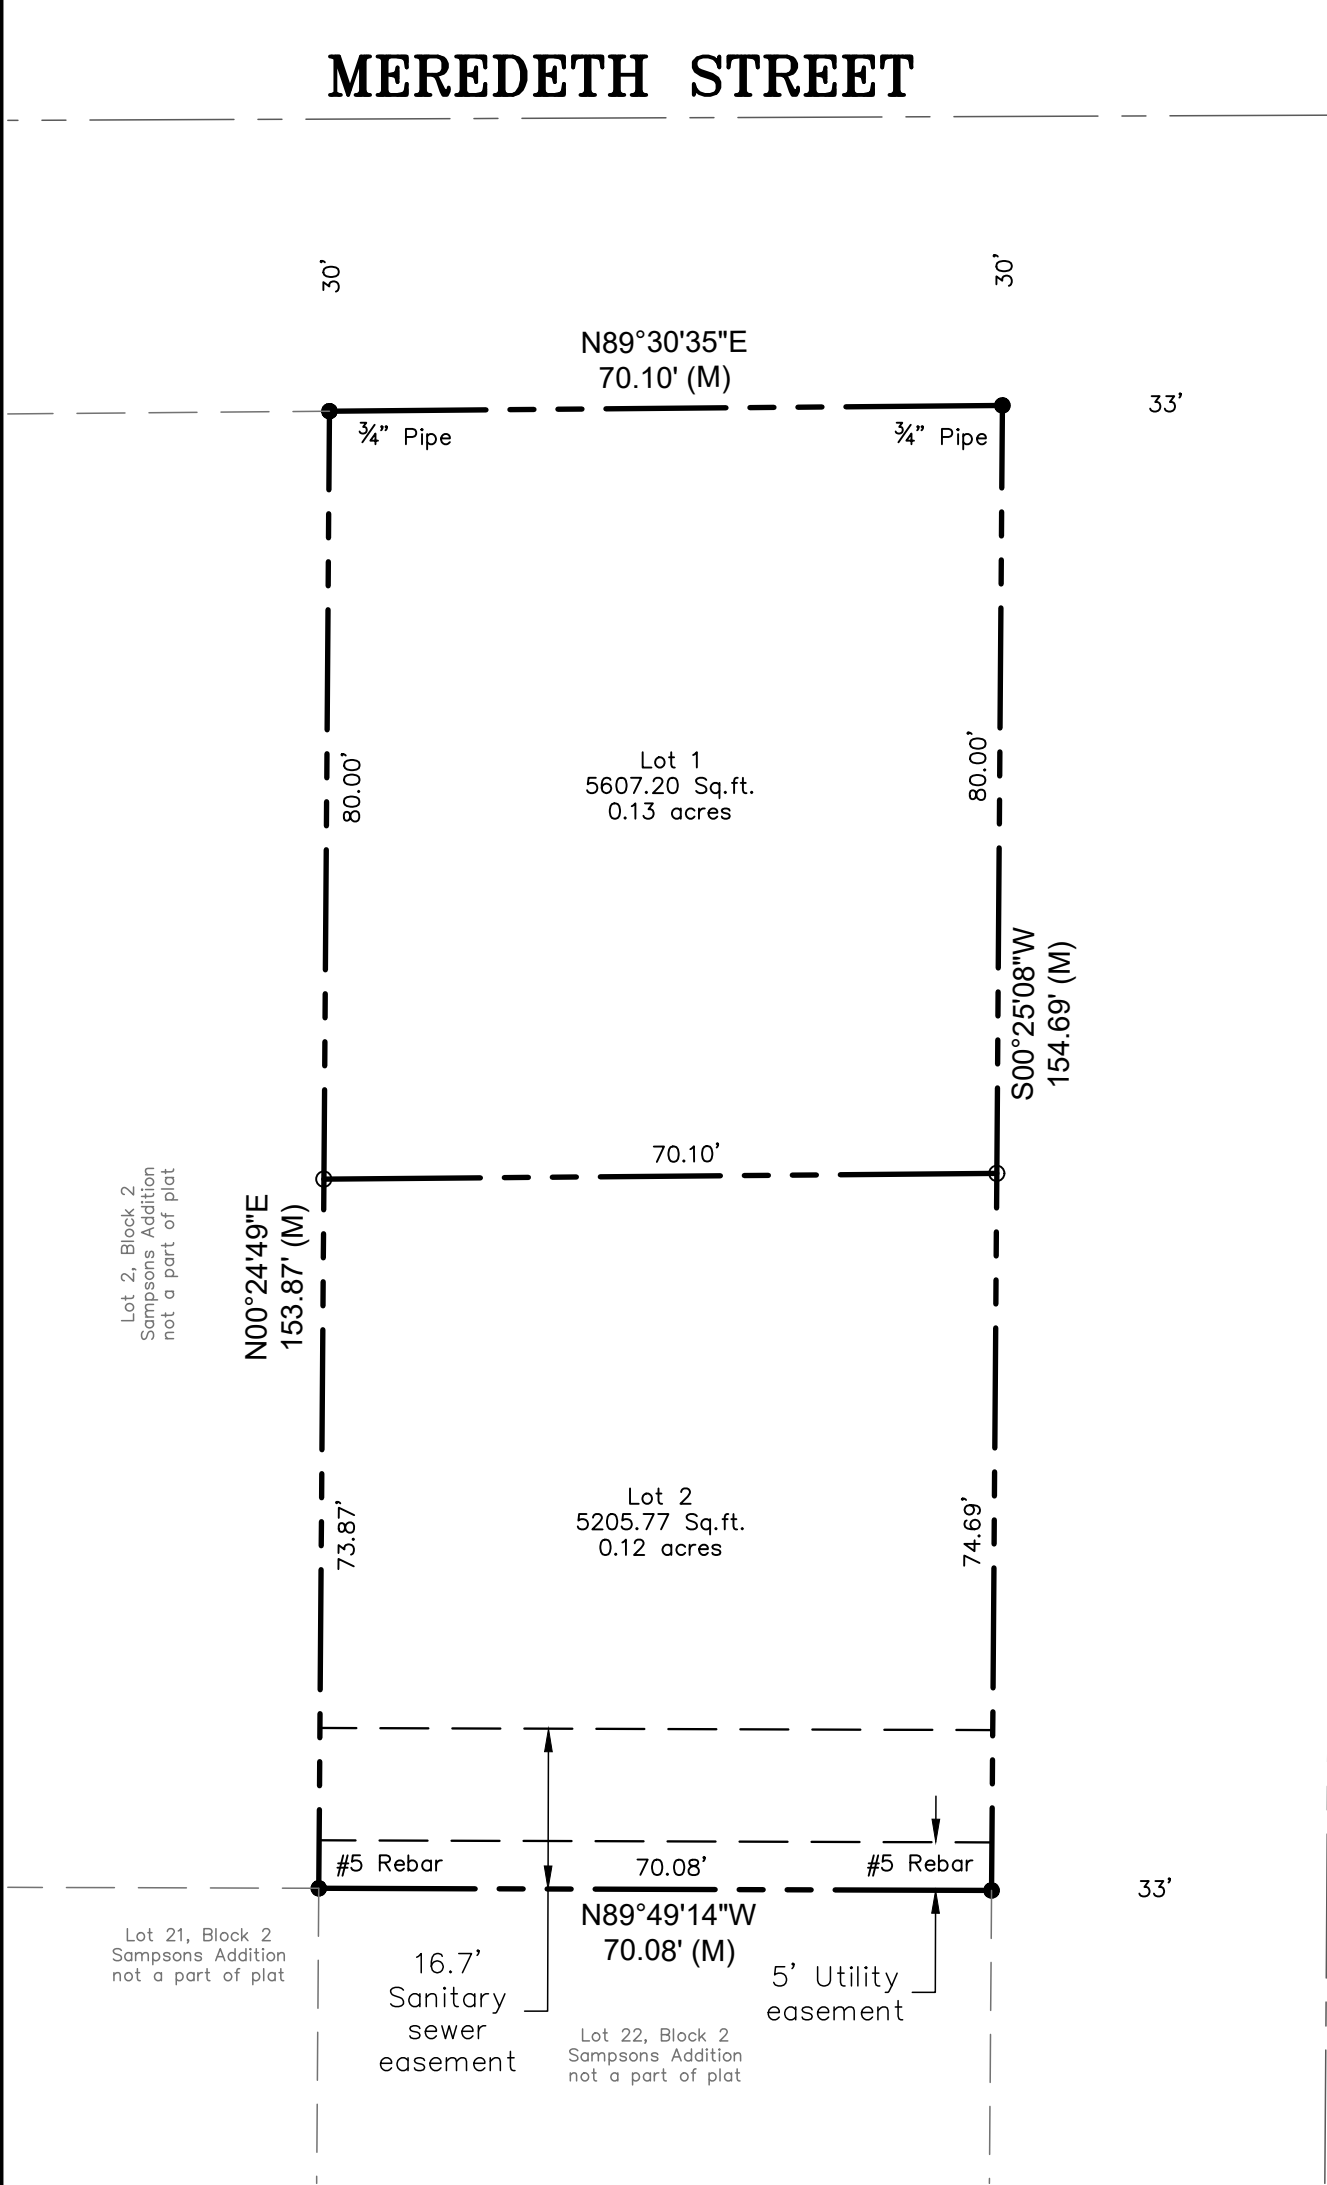 MEREDETH STREET
30'
30'
N89°30'35"E
70.10' (M)
33'
¾" Pipe
¾" Pipe
80.00'
Lot 1
5607.20 Sq.ft.
0.13 acres
80.00'
S00°25'08"W
154.69' (M)
70.10'
Lot 2, Block 2
Sampsons Addition
not a part of plat
N00°24'49"E
153.87' (M)
73.87'
Lot 2
5205.77 Sq.ft.
0.12 acres
74.69'
#5 Rebar
70.08'
#5 Rebar
33'
N89°49'14"W
70.08' (M)
Lot 21, Block 2
Sampsons Addition
not a part of plat
16.7'
Sanitary
sewer
easement
5' Utility
easement
Lot 22, Block 2
Sampsons Addition
not a part of plat